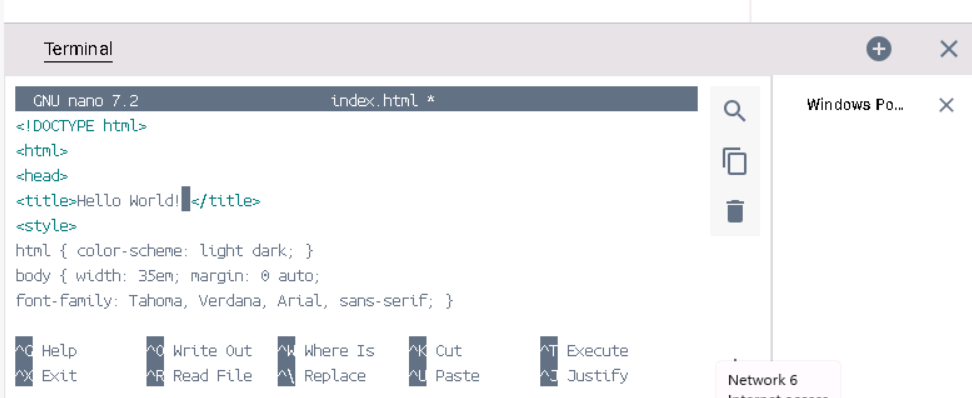 Terminal
GNU nano 7.2 index.html *
Windows Po...
<!DOCTYPE html>
<html>
<head>
<title>Hello World! </title>
<style>
html { color-scheme: light dark; }
body { width: 35em; margin: 0 auto;
font-family: Tahoma, Verdana, Arial, sans-serif; }
^G Help ^O Write Out ^W Where Is ^K Cut ^T Execute
^X Exit ^R Read File ^\ Replace ^U Paste ^J Justify
Network 6
Internet access